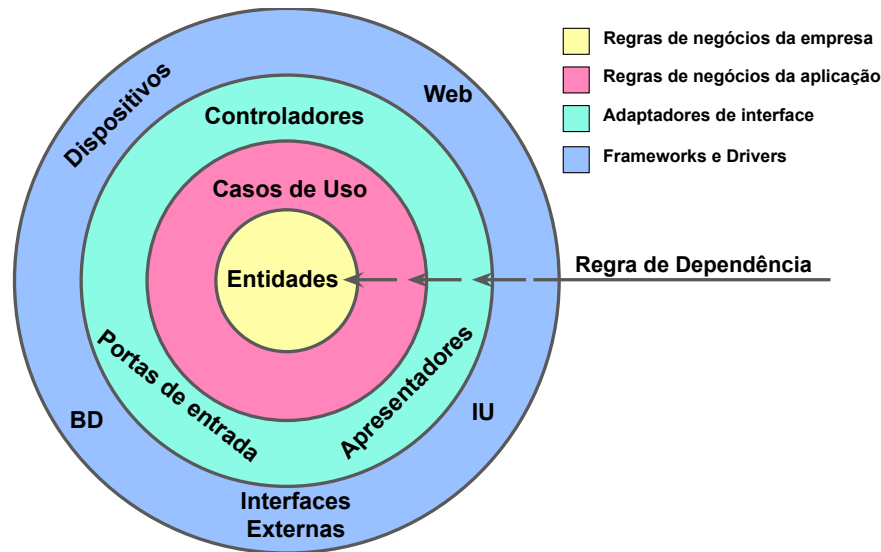 Regras de negócios da empresa
Regras de negócios da aplicação
Adaptadores de interface
Frameworks e Drivers
Dispositivos
Web
Controladores
Casos de Uso
Entidades
Regra de Dependência
Portas de entrada
Apresentadores
BD
IU
Interfaces
Externas